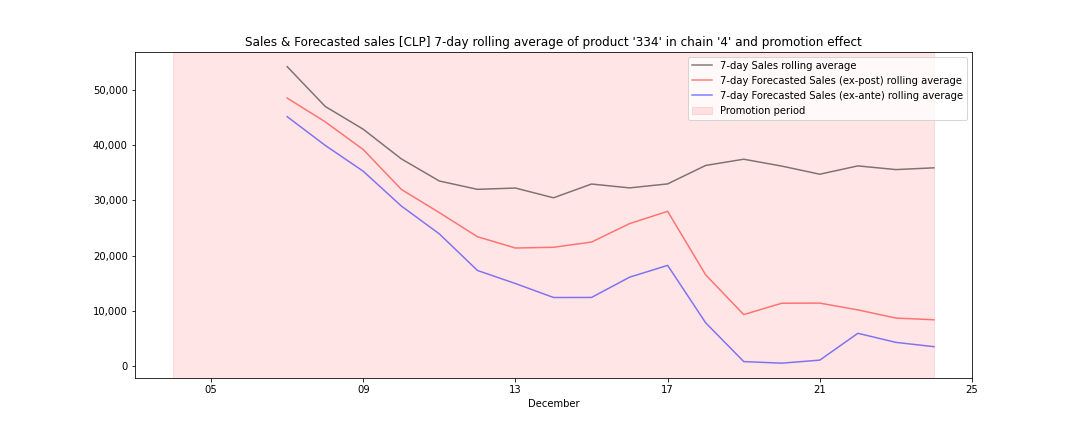 Sales & Forecasted sales [CLP] 7-day rolling average of product '334' in chain '4' and promotion effect
7-day Sales rolling average
7-day Forecasted Sales (ex-post) rolling average
7-day Forecasted Sales (ex-ante) rolling average
Promotion period
50,000
40,000
30,000
20,000
10,000
0
05 09 13 17 21 25
December